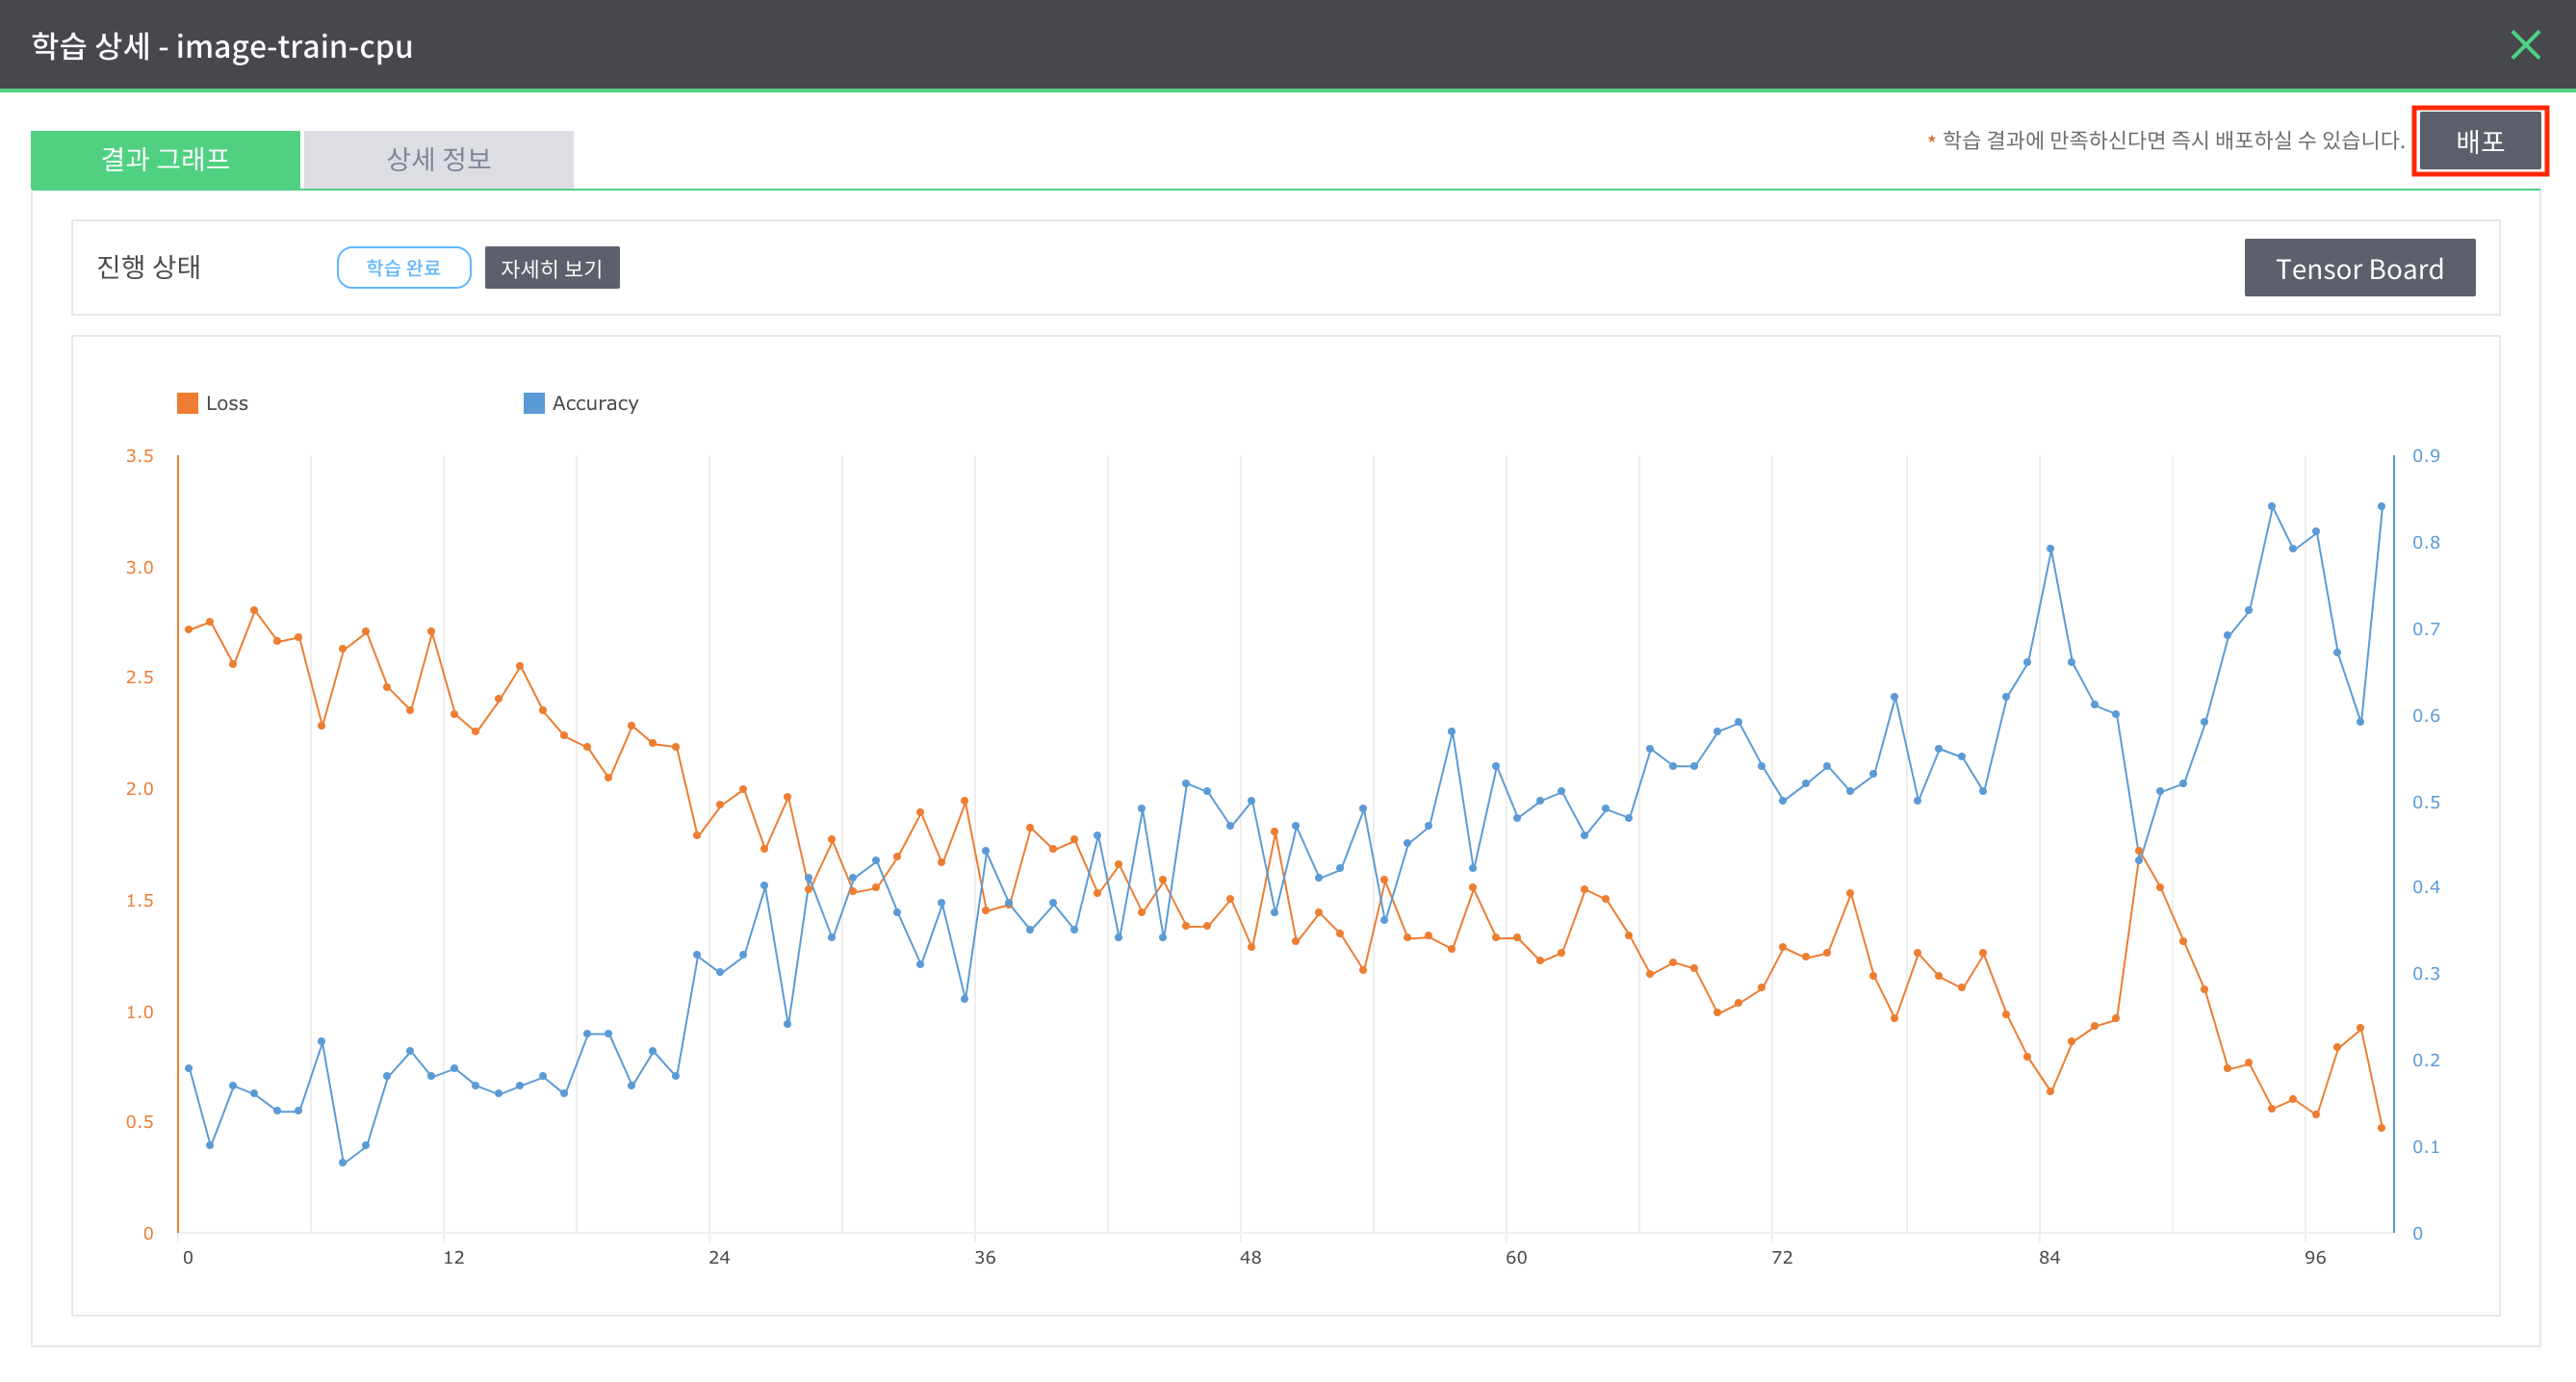 학습 상세 - image-train-cpu
* 학습 결과에 만족하신다면 즉시 배포하실 수 있습니다. 배포
결과 그래프 상세 정보
진행 상태 학습 완료 자세히 보기 Tensor Board
Loss Accuracy
3.5 0.9
3.0 0.8
2.5 0.7
2.0 0.6
1.5 0.5
1.0 0.4
0.5 0.3
0 0.2
0.1
0
0 12 24 36 48 60 72 84 96